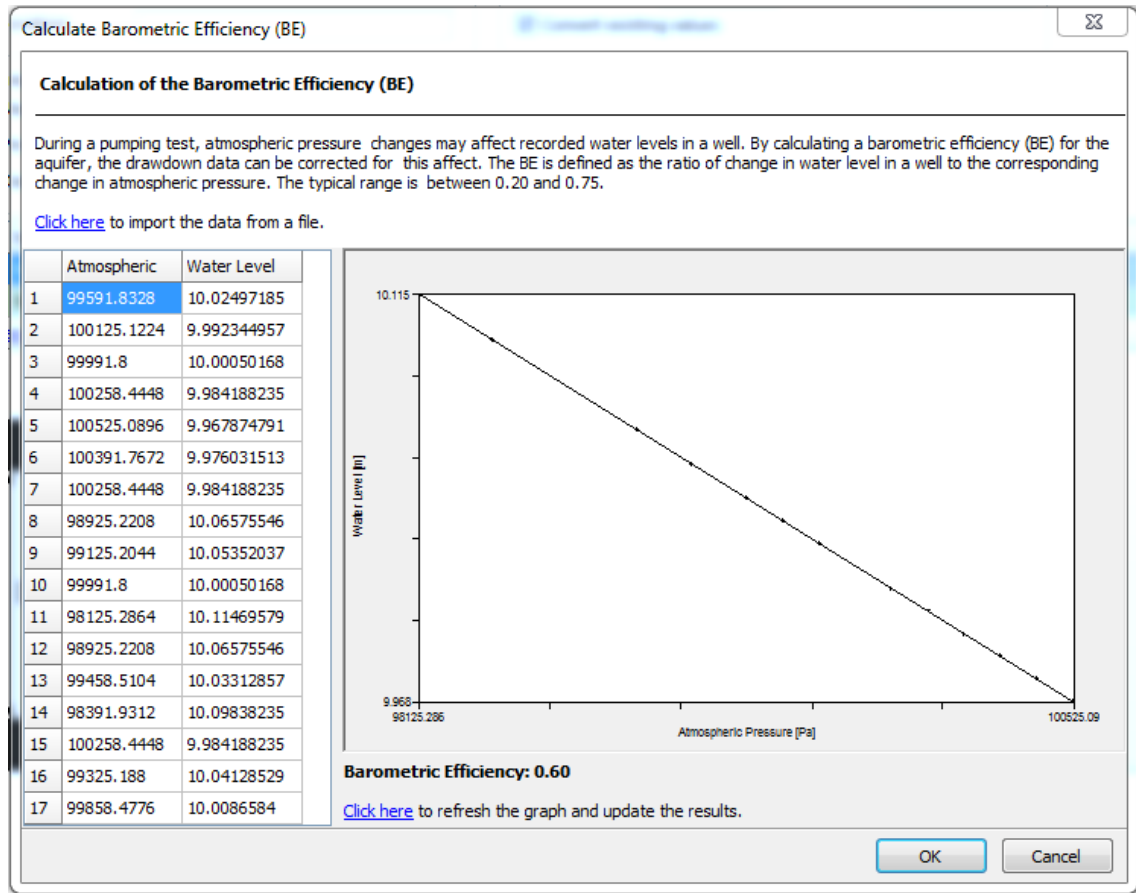 Calculate Barometric Efficiency (BE)
Calculation of the Barometric Efficiency (BE)
During a pumping test, atmospheric pressure changes may affect recorded water levels in a well. By calculating a barometric efficiency (BE) for the
aquifer, the drawdown data can be corrected for this affect. The BE is defined as the ratio of change in water level in a well to the corresponding
change in atmospheric pressure. The typical range is between 0.20 and 0.75.
Click here to import the data from a file.
Atmospheric Water Level
1 99591.8328 10.02497185
2 100125.1224 9.992344957
3 99991.8 10.00050168
4 100258.4448 9.984188235
5 100525.0896 9.967874791
6 100391.7672 9.976031513
7 100258.4448 9.984188235
8 98925.2208 10.06575546
9 99125.2044 10.05352037
10 99991.8 10.00050168
11 98125.2864 10.11469579
12 98925.2208 10.06575546
13 99458.5104 10.03312857
14 98391.9312 10.09838235
15 100258.4448 9.984188235
16 99325.188 10.04128529
17 99858.4776 10.0086584
10.115
Water Level [m]
9.968
98125.286 100525.09
Atmospheric Pressure [Pa]
Barometric Efficiency: 0.60
Click here to refresh the graph and update the results.
OK Cancel